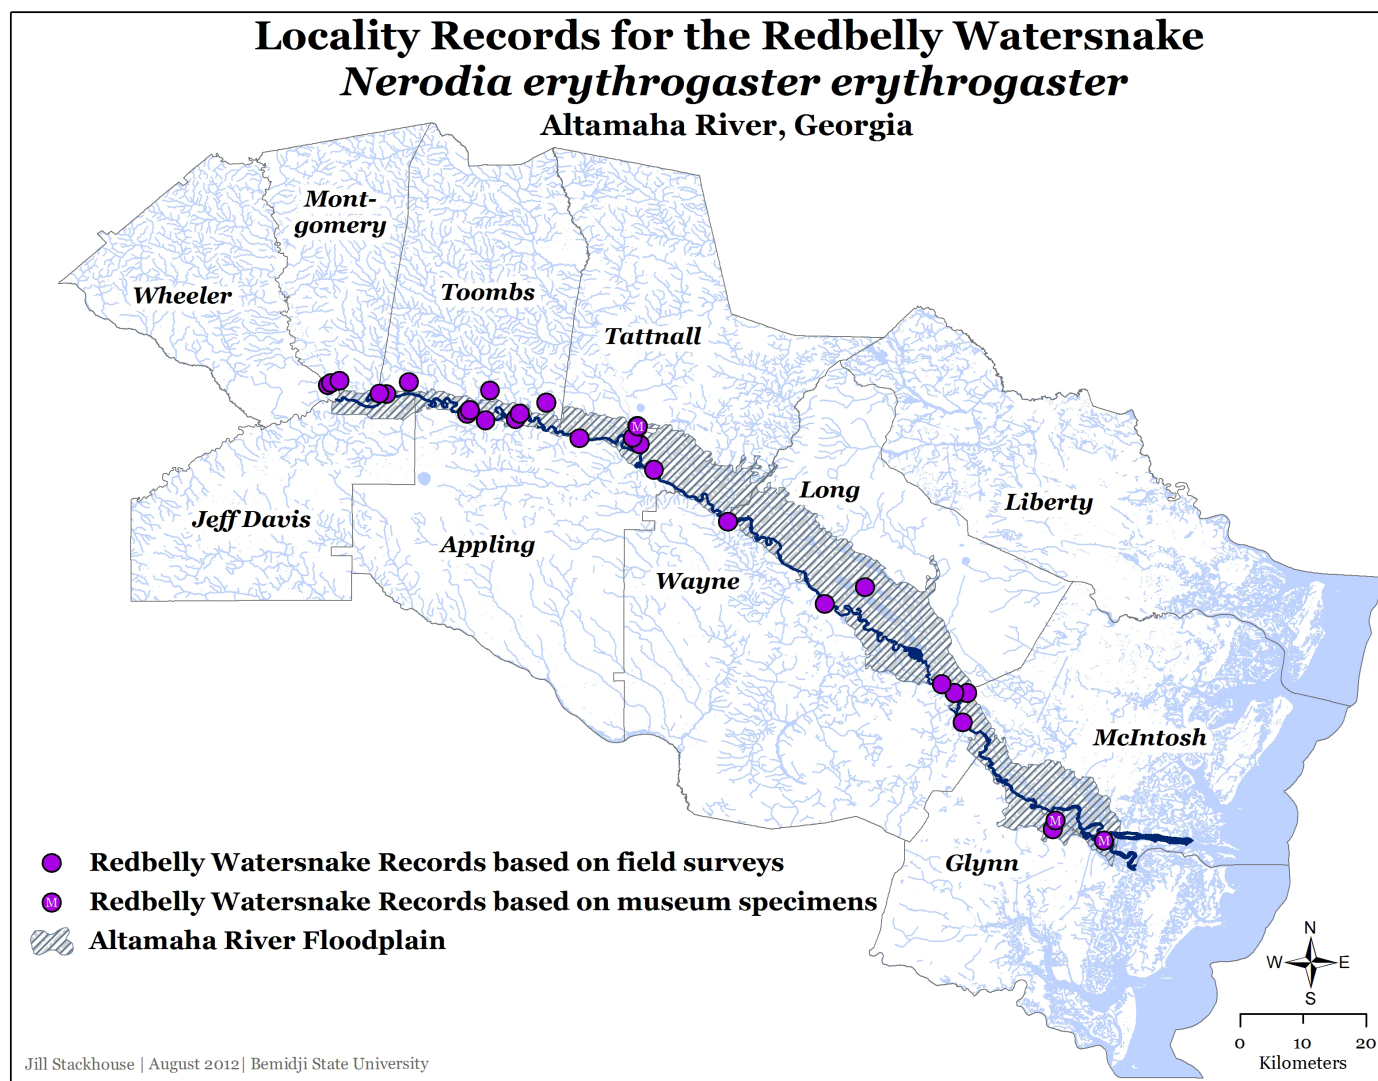 Locality Records for the Redbelly Watersnake
Nerodia erythrogaster erythrogaster
Altamaha River, Georgia
Mont-
gomery
Wheeler
Toombs
Tattnall
Long
Liberty
Jeff Davis
Appling
Wayne
McIntosh
Glynn
M
M
M
Redbelly Watersnake Records based on field surveys
M
Redbelly Watersnake Records based on museum specimens
Altamaha River Floodplain
N
W
E
S
0 10 20
Kilometers
Jill Stackhouse | August 2012| Bemidji State University